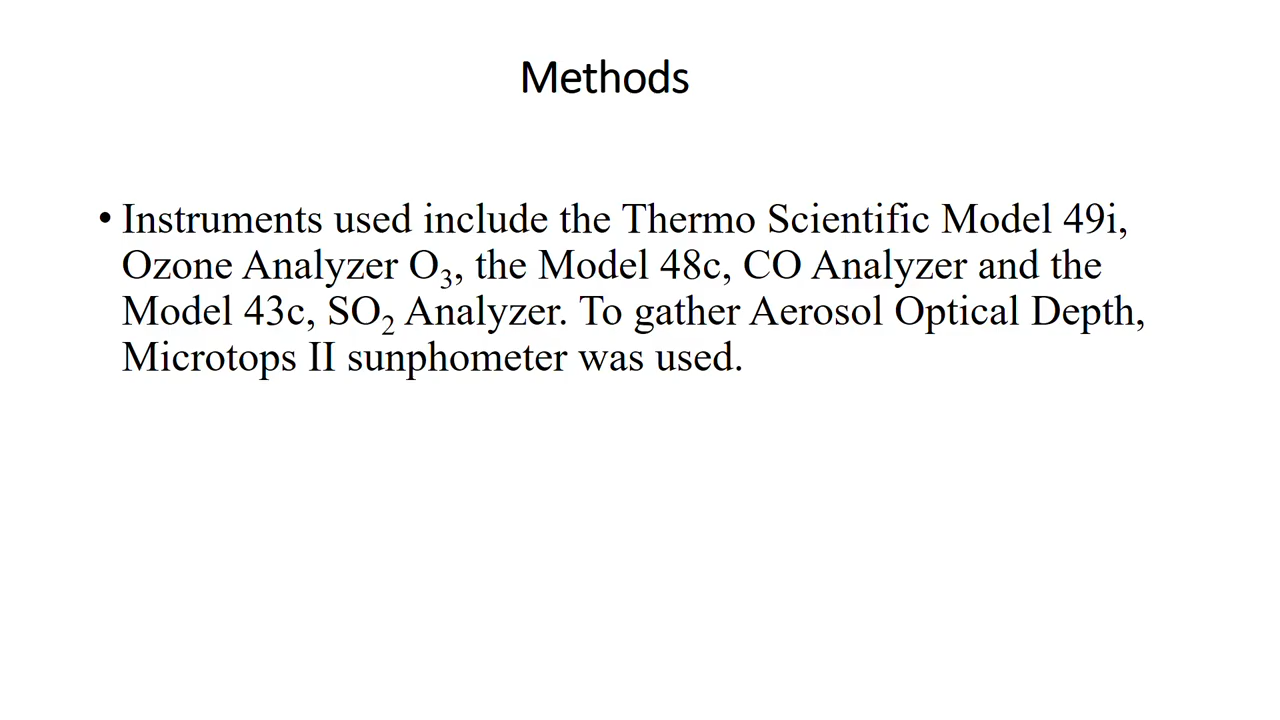 Methods
• Instruments used include the Thermo Scientific Model 49i,
Ozone Analyzer O₃, the Model 48c, CO Analyzer and the
Model 43c, SO₂ Analyzer. To gather Aerosol Optical Depth,
Microtops II sunphometer was used.